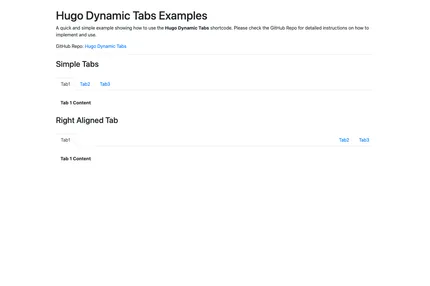 Hugo Dynamic Tabs Examples
A quick and simple example showing how to use the Hugo Dynamic Tabs shortcode. Please check the GitHub Repo for detailed instructions on how to
implement and use.
GitHub Repo: Hugo Dynamic Tabs
Simple Tabs
Tab1 Tab2 Tab3
Tab 1 Content
Right Aligned Tab
Tab1 Tab2 Tab3
Tab 1 Content